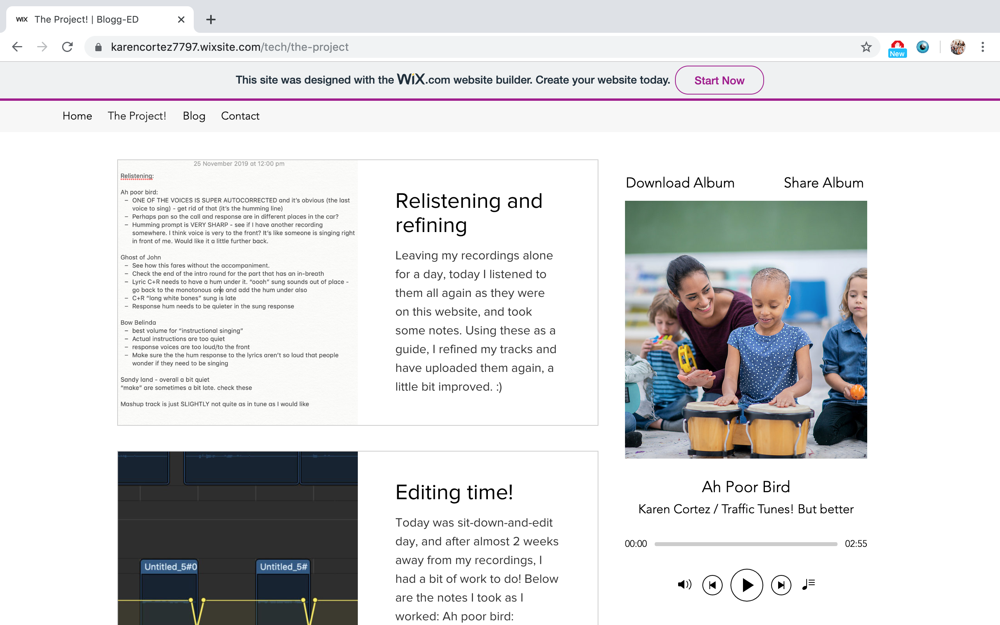 WiX The Project! | Blogg-ED
karencortez7797.wixsite.com/tech/the-project
New
This site was designed with the WiX.com website builder. Create your website today. Start Now
Home The Project! Blog Contact
25 November 2019 at 12:00 pm
Relistening:
Ah poor bird:
– ONE OF THE VOICES IS SUPER AUTOCORRECTED and it's obvious (the last
voice to sing) - get rid of that (it's the humming line)
– Perhaps pan so the call and response are in different places in the car?
– Humming prompt is VERY SHARP - see if I have another recording
somewhere. I think voice is very to the front? It's like someone is singing right
in front of me. Would like it a little further back.
Ghost of John
– See how this fares without the accompaniment.
– Check the end of the intro round for the part that has an in-breath
– Lyric C+R needs to have a hum under it. “oooh” sung sounds out of place -
go back to the monotonous one and add the hum under also
– C+R “long white bones” sung is late
– Response hum needs to be quieter in the sung response
Bow Belinda
– best volume for “instructional singing”
– Actual instructions are too quiet
– response voices are too loud/to the front
– Make sure the the hum response to the lyrics aren't so loud that people
wonder if they need to be singing
Sandy land - overall a bit quiet
“make” are sometimes a bit late. check these
Mashup track is just SLIGHTLY not quite as in tune as I would like
Relistening and
refining
Leaving my recordings alone
for a day, today I listened to
them all again as they were
on this website, and took
some notes. Using these as a
guide, I refined my tracks and
have uploaded them again, a
little bit improved. :)
Download Album Share Album
Ah Poor Bird
Karen Cortez / Traffic Tunes! But better
00:00 02:55
Untitled_5#0 Untitled_5#
Editing time!
Today was sit-down-and-edit
day, and after almost 2 weeks
away from my recordings, I
had a bit of work to do! Below
are the notes I took as I
worked: Ah poor bird: